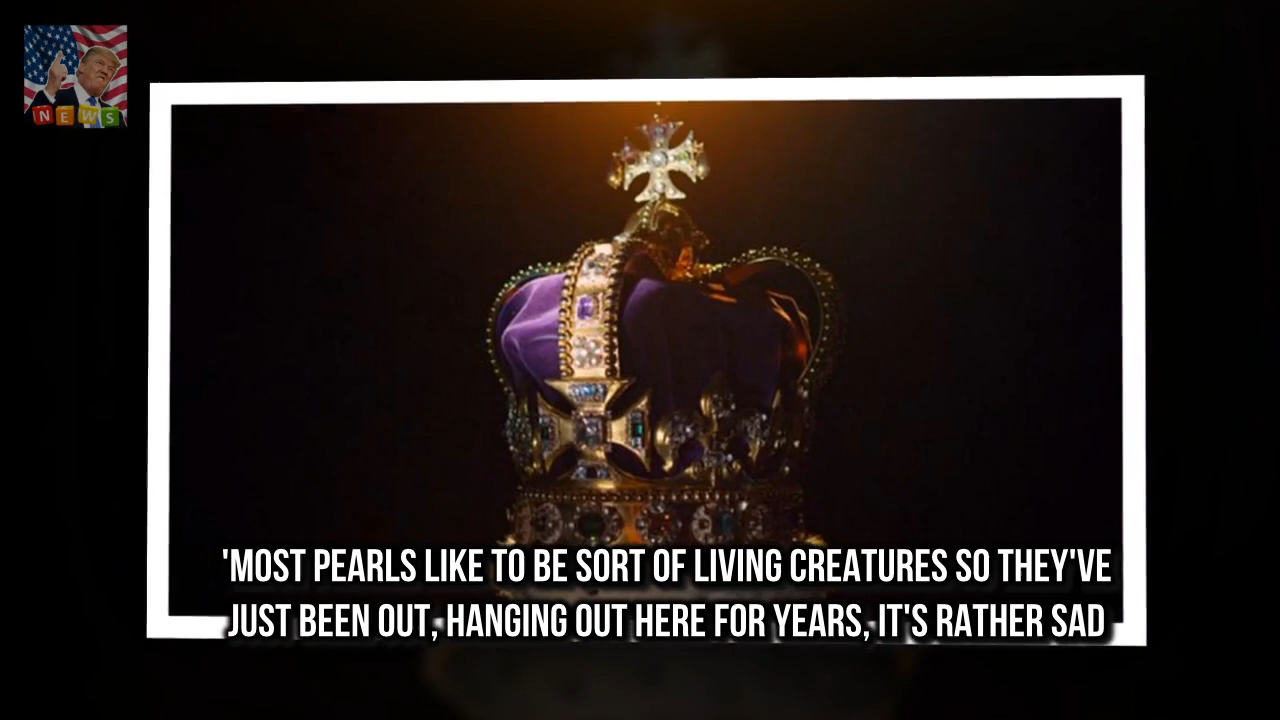 NEWS
'MOST PEARLS LIKE TO BE SORT OF LIVING CREATURES SO THEY'VE
JUST BEEN OUT, HANGING OUT HERE FOR YEARS, IT'S RATHER SAD